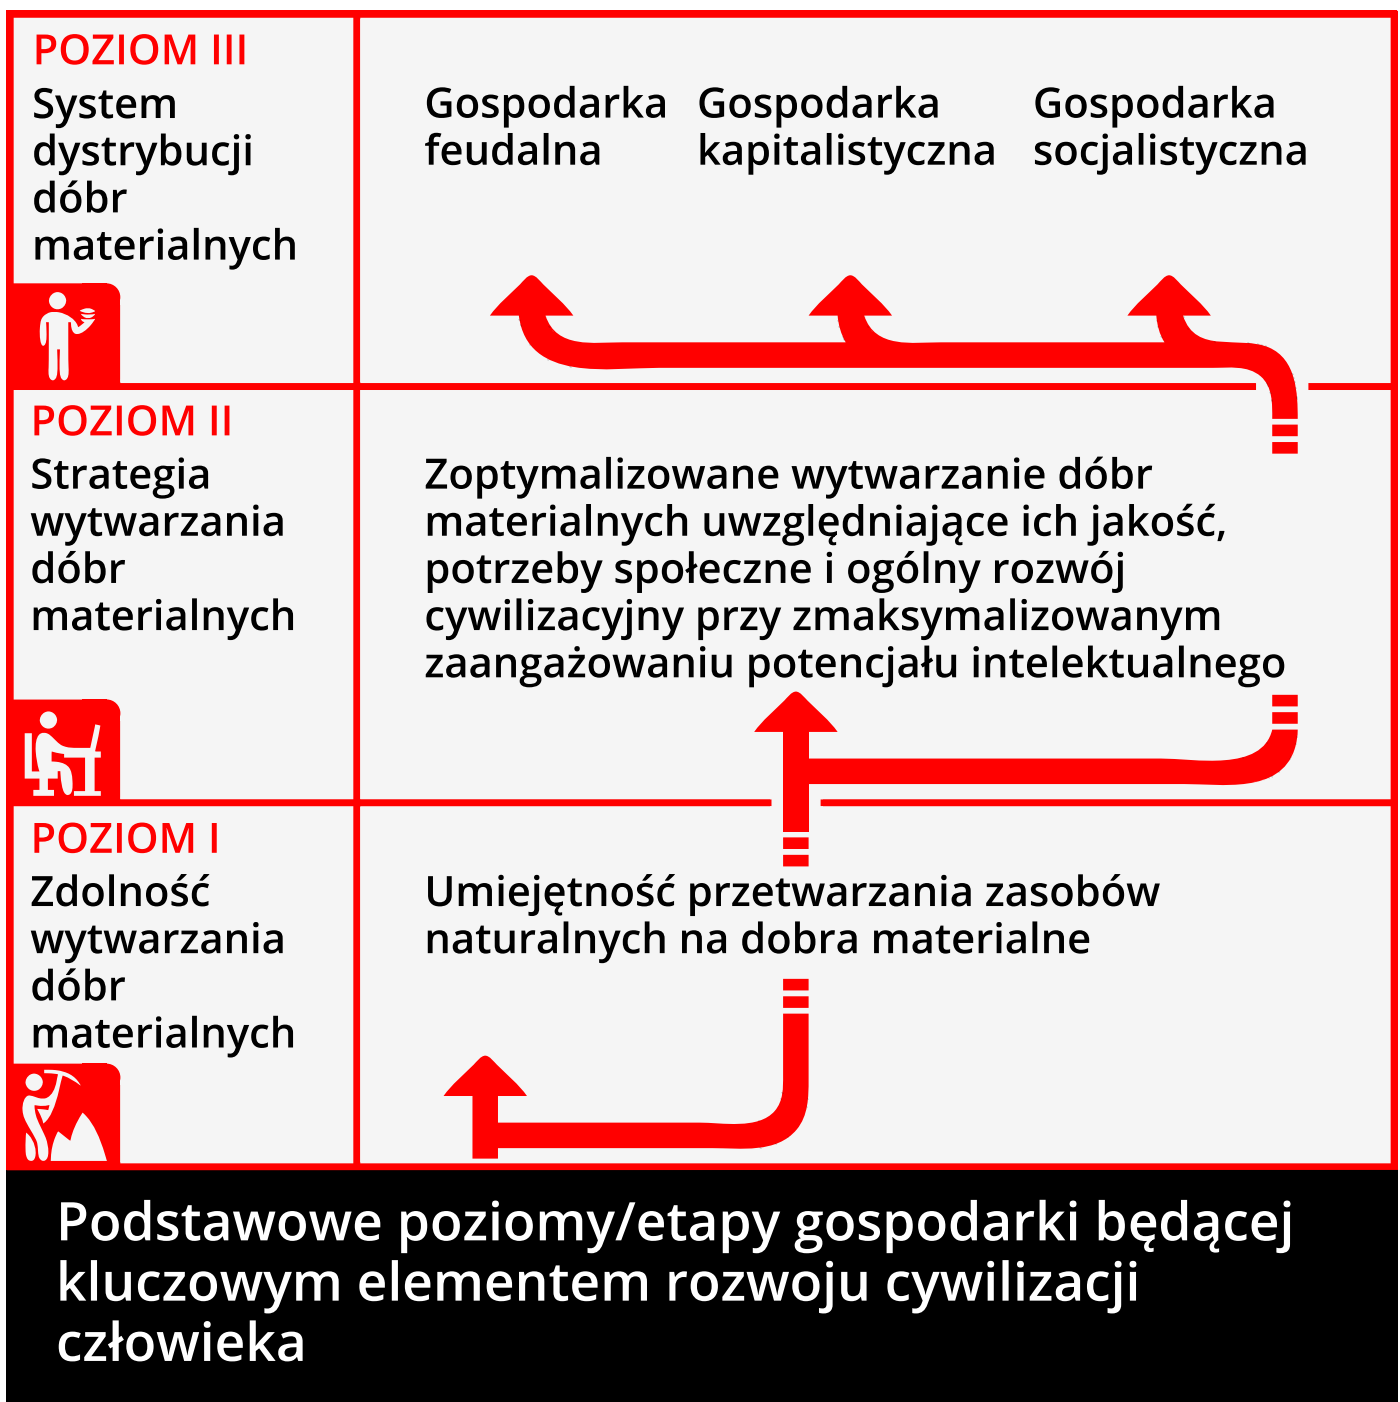 POZIOM III
System
dystrybucji
dóbr
materialnych
Gospodarka
feudalna
Gospodarka
kapitalistyczna
Gospodarka
socjalistyczna
POZIOM II
Strategia
wytwarzania
dóbr
materialnych
Zoptymalizowane wytwarzanie dóbr
materialnych uwzględniające ich jakość,
potrzeby społeczne i ogólny rozwój
cywilizacyjny przy zmaksymalizowanym
zaangażowaniu potencjału intelektualnego
POZIOM I
Zdolność
wytwarzania
dóbr
materialnych
Umiejętność przetwarzania zasobów
naturalnych na dobra materialne
Podstawowe poziomy/etapy gospodarki będącej
kluczowym elementem rozwoju cywilizacji
człowieka